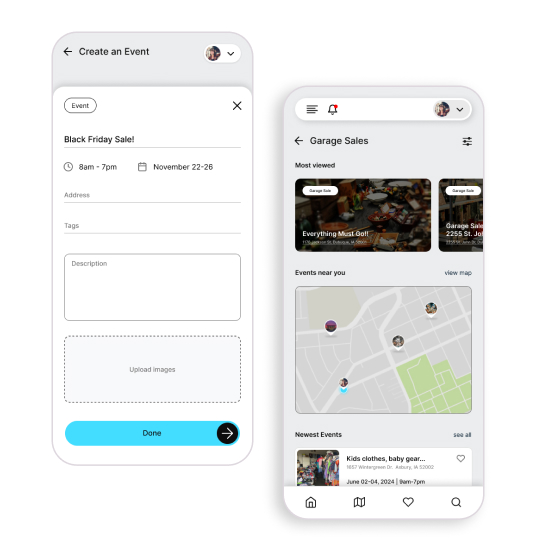 Create an Event
Event
Black Friday Sale!
8am - 7pm
November 22-26
Address
Tags
Description
Upload Images
Done
Garage Sales
Most viewed
Garage Sale
Everything Must Go!!
Garage Sale
Garage Sale
2255 St. Jo
Events near you
view map
Newest Events
see all
Kids clothes, baby gear...
1657 Wintergreen Dr. Asbury, IA 52002
June 02-04, 2024 | 9am-7pm